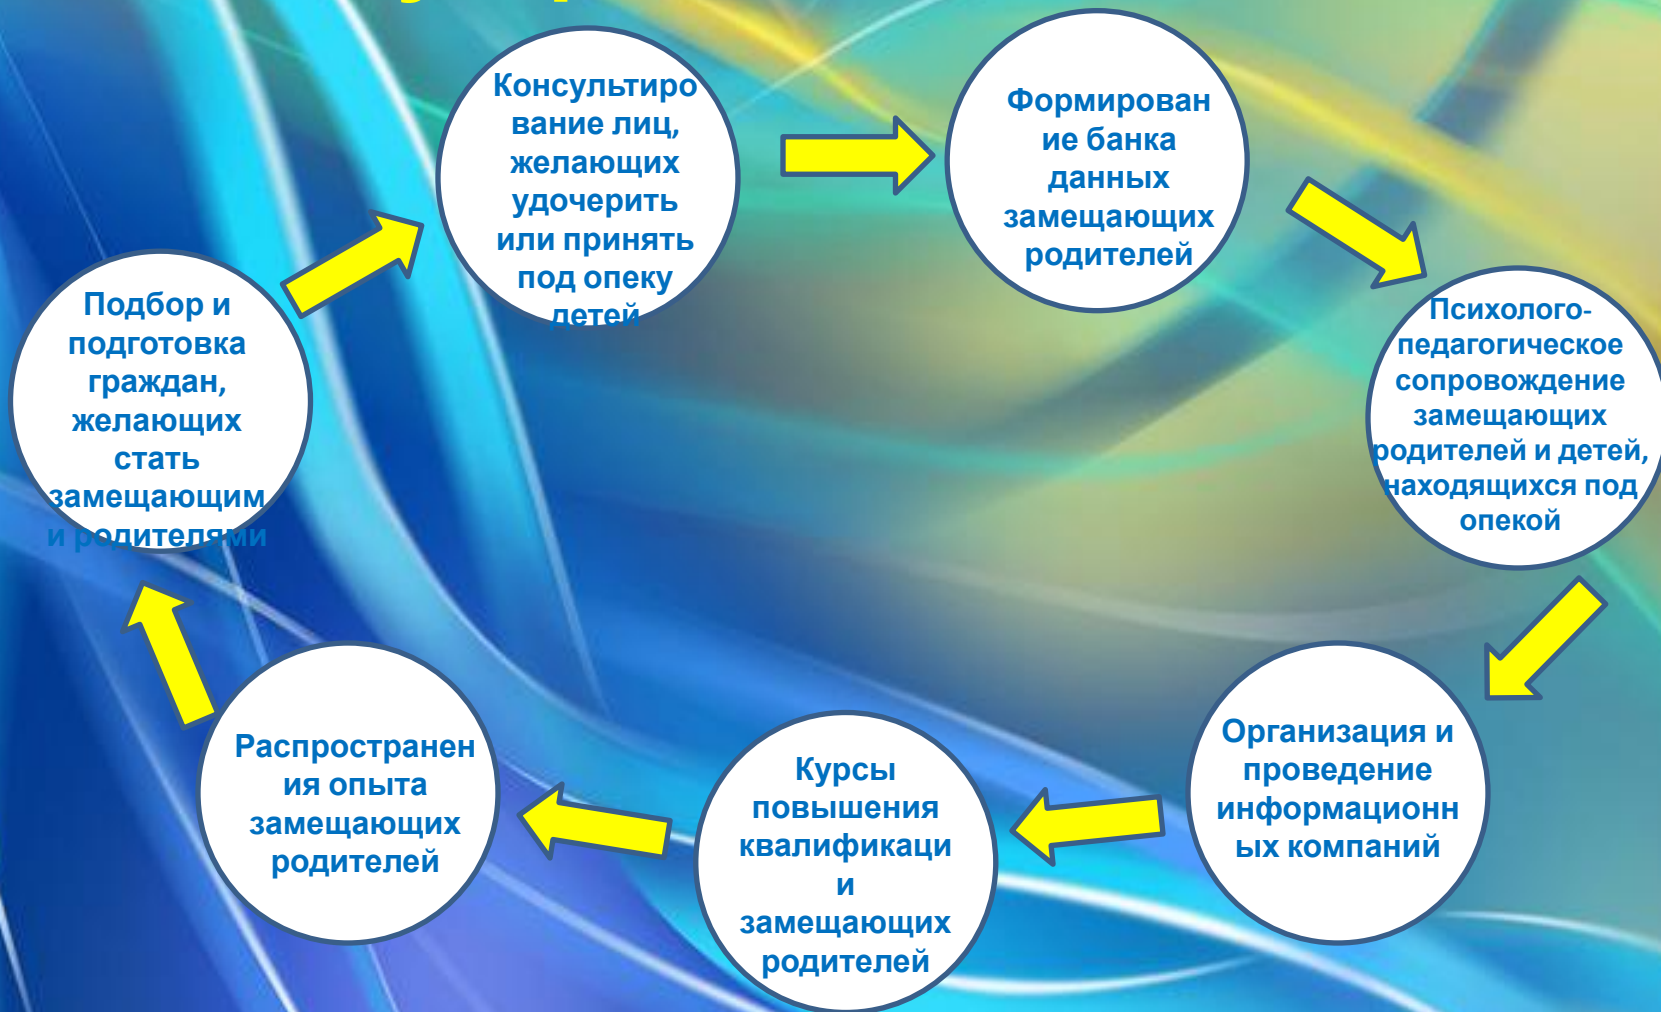 Консультиро
вание лиц,
желающих
удочерить
или принять
под опеку
детей
Формирован
ие банка
данных
замещающих
родителей
Психолого-
педагогическое
сопровождение
замещающих
родителей и детей,
находящихся под
опекой
Организация и
проведение
информационн
ых компаний
Курсы
повышения
квалификаци
и
замещающих
родителей
Распространен
ия опыта
замещающих
родителей
Подбор и
подготовка
граждан,
желающих
стать
замещающим
и родителями